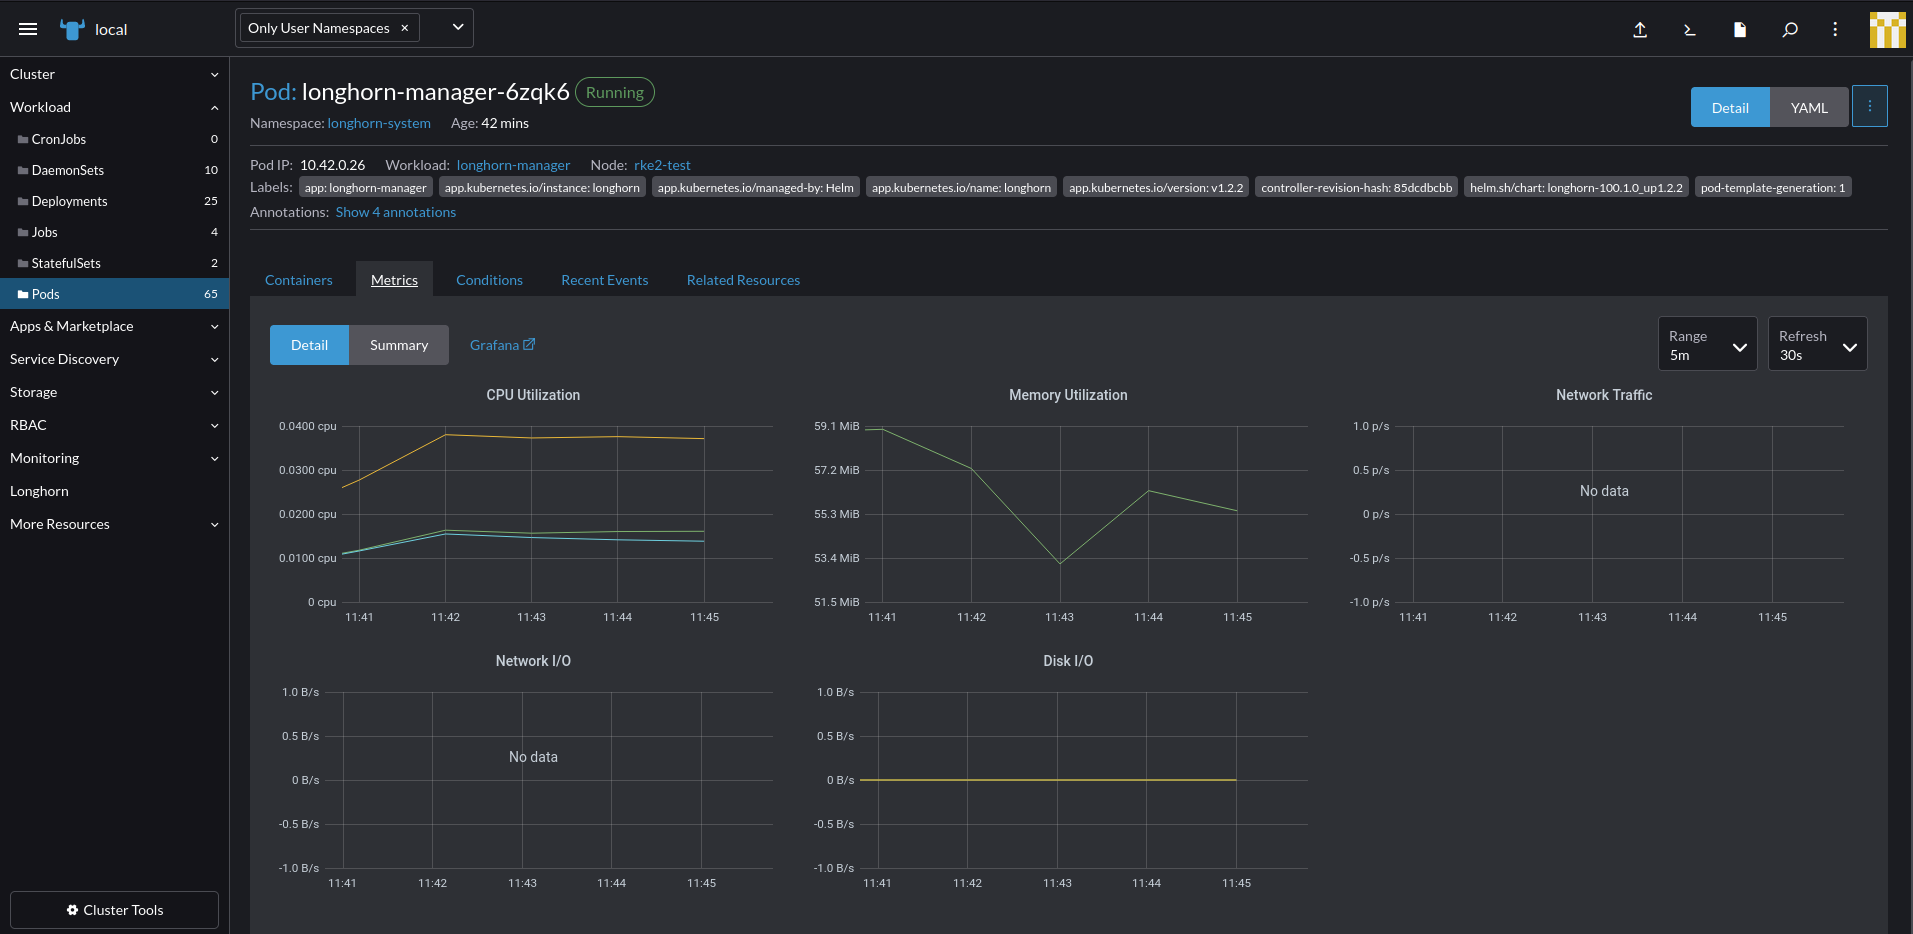 local
Only User Namespaces ×
Cluster
Workload
CronJobs 0
DaemonSets 10
Deployments 25
Jobs 4
StatefulSets 2
Pods 65
Apps & Marketplace
Service Discovery
Storage
RBAC
Monitoring
Longhorn
More Resources
Cluster Tools
Pod: longhorn-manager-6zqk6 Running
Detail YAML
Namespace: longhorn-system Age: 42 mins
Pod IP: 10.42.0.26 Workload: longhorn-manager Node: rke2-test
Labels: app: longhorn-manager app.kubernetes.io/instance: longhorn app.kubernetes.io/managed-by: Helm app.kubernetes.io/name: longhorn app.kubernetes.io/version: v1.2.2 controller-revision-hash: 85dcdbcbb helm.sh/chart: longhorn-100.1.0_up1.2.2 pod-template-generation: 1
Annotations: Show 4 annotations
Containers Metrics Conditions Recent Events Related Resources
Detail Summary Grafana
Range
5m
Refresh
30s
CPU Utilization
0.0400 cpu
0.0300 cpu
0.0200 cpu
0.0100 cpu
0 cpu
11:41 11:42 11:43 11:44 11:45
Memory Utilization
59.1 MiB
57.2 MiB
55.3 MiB
53.4 MiB
51.5 MiB
11:41 11:42 11:43 11:44 11:45
Network Traffic
1.0 p/s
0.5 p/s
No data
0 p/s
-0.5 p/s
-1.0 p/s
11:41 11:42 11:43 11:44 11:45
Network I/O
1.0 B/s
0.5 B/s
No data
0 B/s
-0.5 B/s
-1.0 B/s
11:41 11:42 11:43 11:44 11:45
Disk I/O
1.0 B/s
0.5 B/s
0 B/s
-0.5 B/s
-1.0 B/s
11:41 11:42 11:43 11:44 11:45